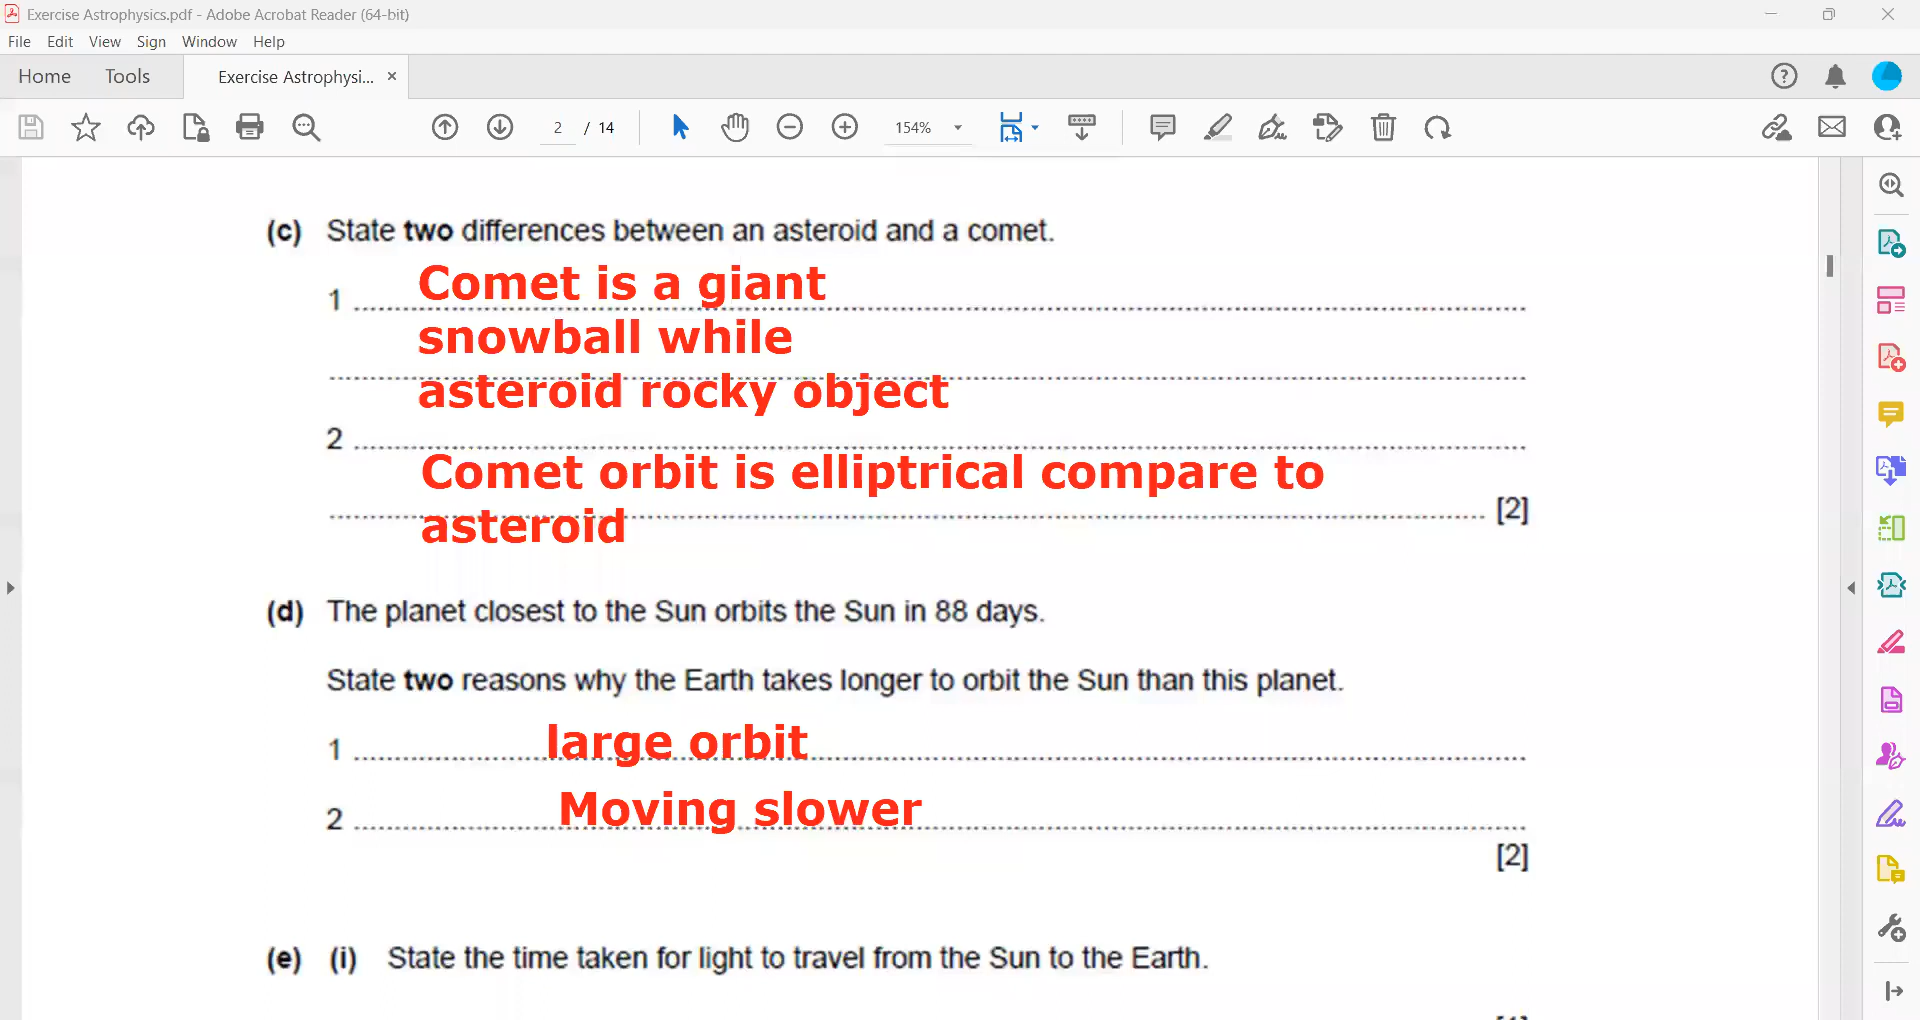 Exercise Astrophysics.pdf - Adobe Acrobat Reader (64-bit)
File Edit View Sign Window Help
Home Tools Exercise Astrophysi... ×
2 / 14 154%
(c) State two differences between an asteroid and a comet.
1 Comet is a giant
snowball while
asteroid rocky object
2
Comet orbit is elliptrical compare to
[2]
asteroid
(d) The planet closest to the Sun orbits the Sun in 88 days.
State two reasons why the Earth takes longer to orbit the Sun than this planet.
1 large orbit
2 Moving slower
[2]
(e) (i) State the time taken for light to travel from the Sun to the Earth.